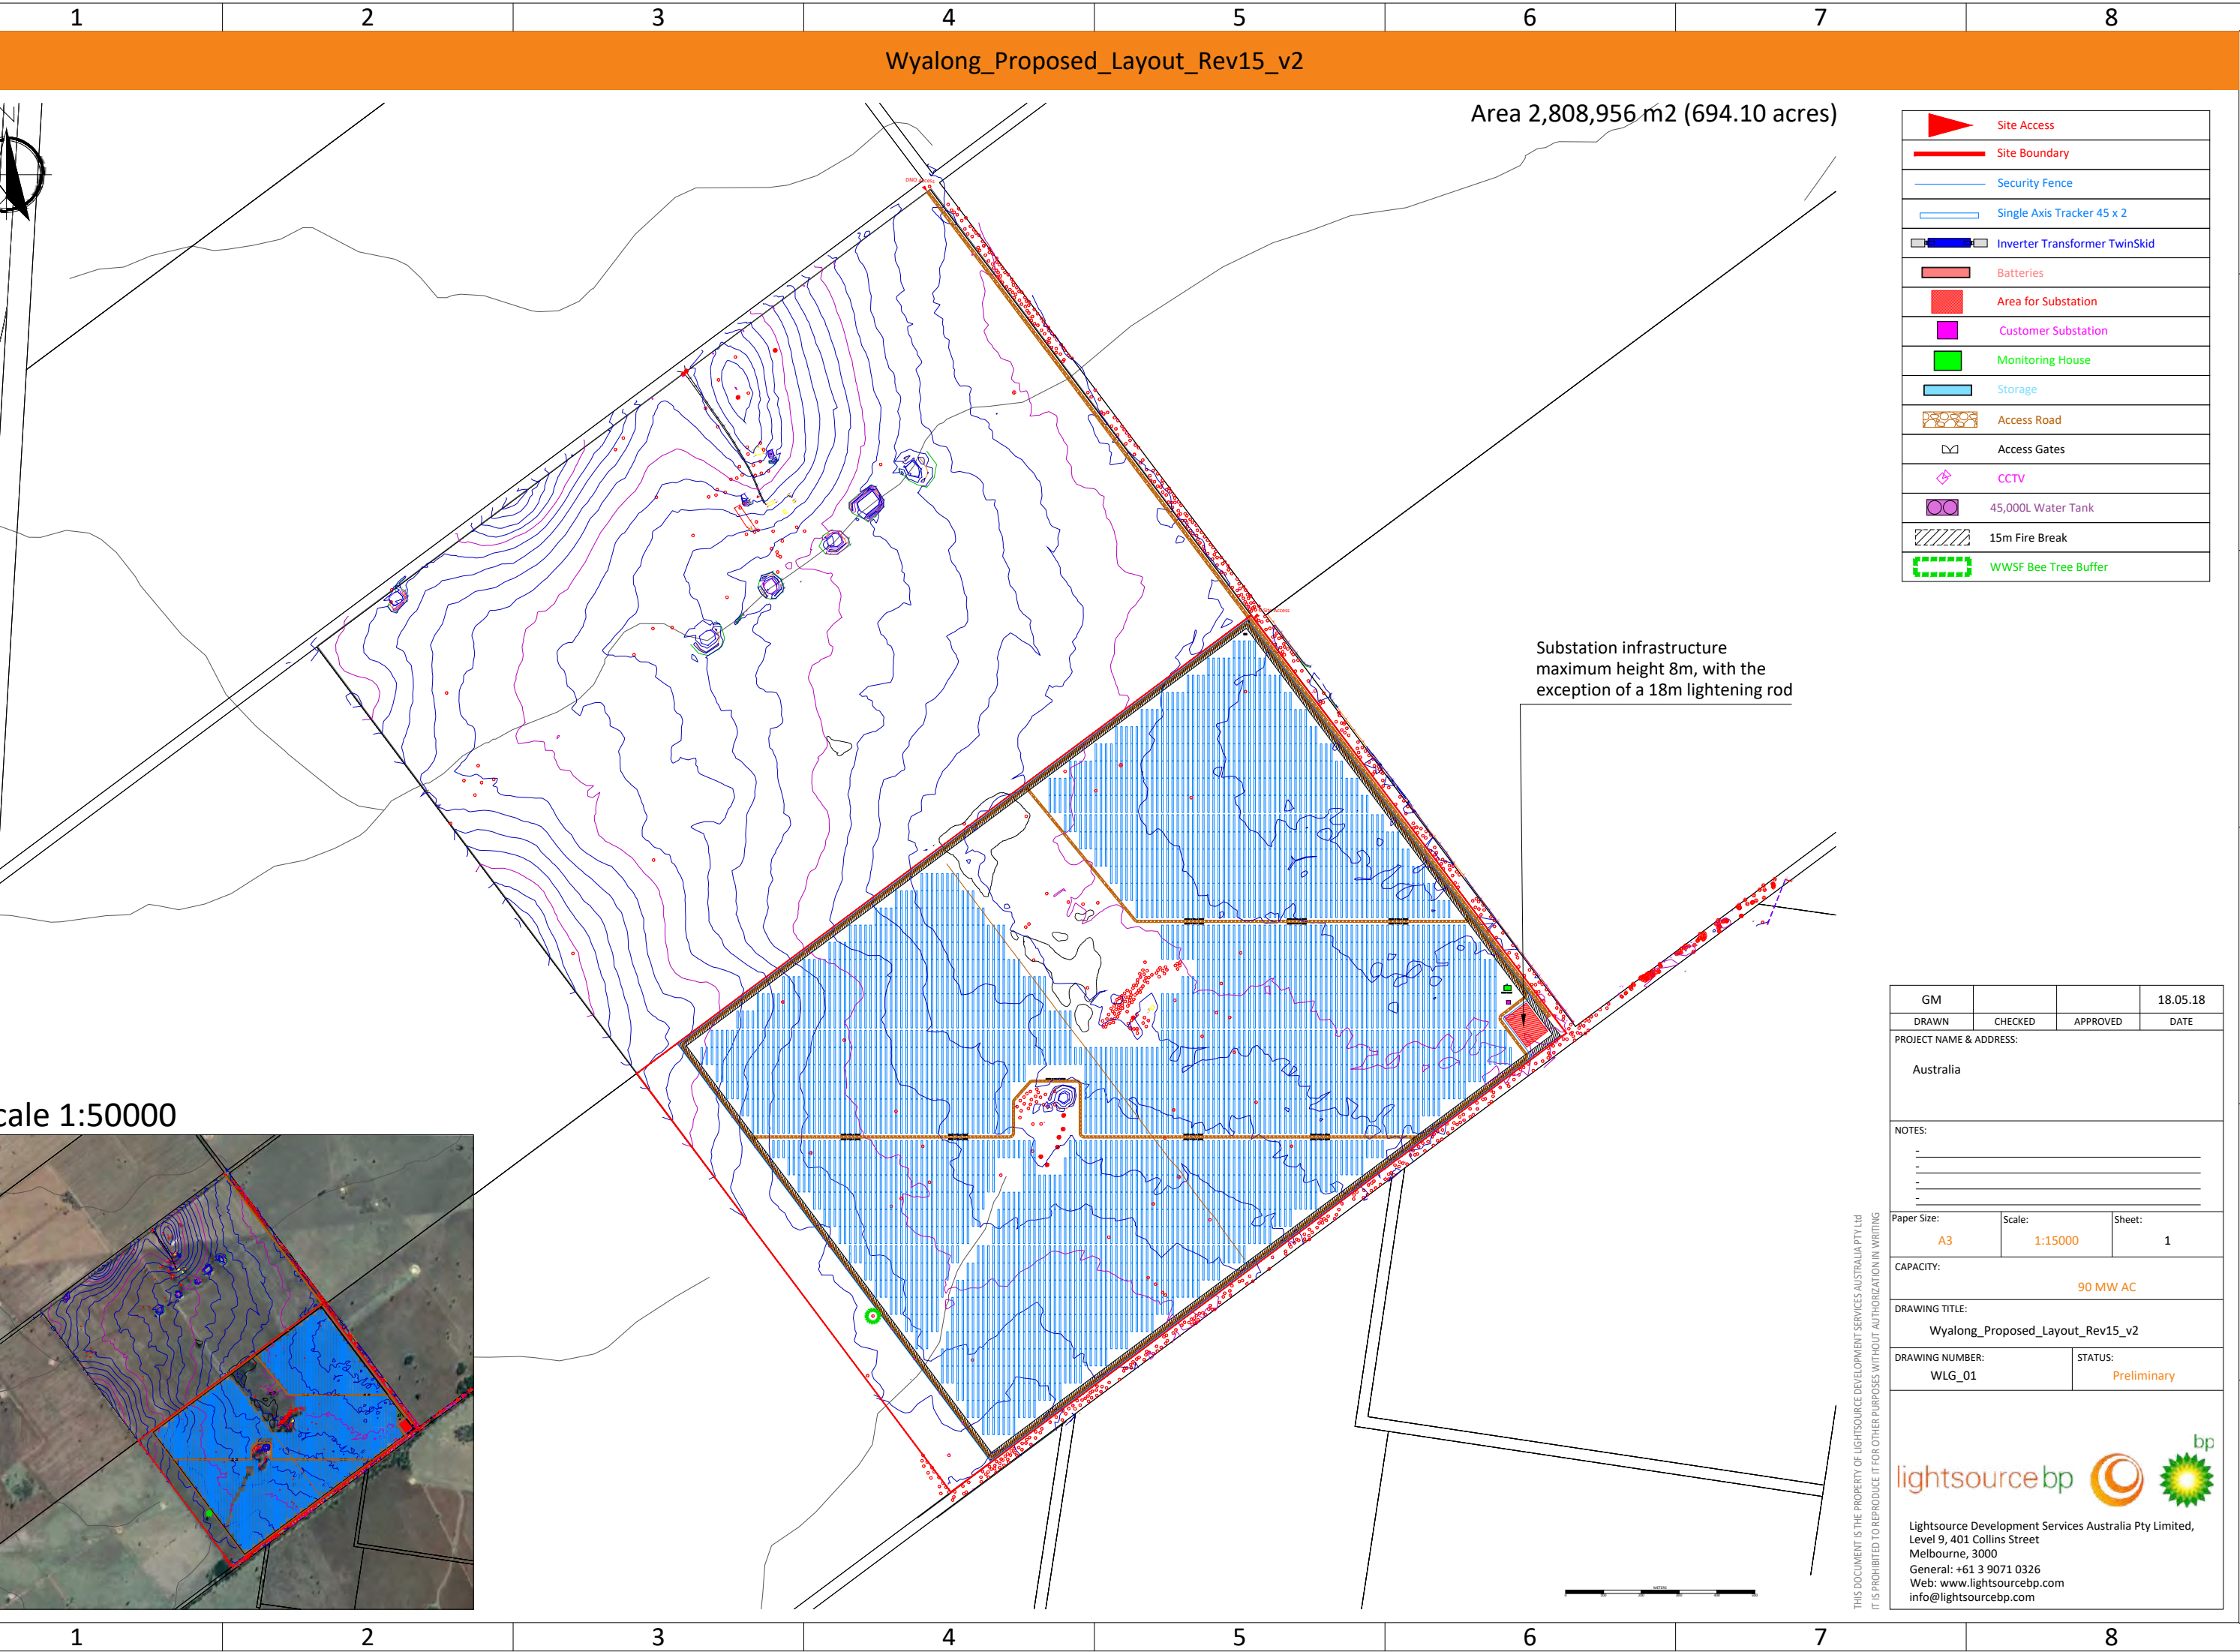 1 2 3 4 5 6 7 8
Wyalong_Proposed_Layout_Rev15_v2
Area 2,808,956 m2 (694.10 acres)
N
DNO Access
Site Access
Site Access
Site Boundary
Security Fence
Single Axis Tracker 45 x 2
Inverter Transformer TwinSkid
Batteries
Area for Substation
Customer Substation
Monitoring House
Storage
Access Road
Access Gates
CCTV
45,000L Water Tank
15m Fire Break
WWSF Bee Tree Buffer
Substation infrastructure
maximum height 8m, with the
exception of a 18m lightening rod
cale 1:50000
METERS
GM 18.05.18
DRAWN CHECKED APPROVED DATE
PROJECT NAME & ADDRESS:
Australia
NOTES:
-
-
-
-
Paper Size: Scale: Sheet:
A3 1:15000 1
CAPACITY:
90 MW AC
DRAWING TITLE:
Wyalong_Proposed_Layout_Rev15_v2
DRAWING NUMBER: STATUS:
WLG_01 Preliminary
bp
lightsourcebp
Lightsource Development Services Australia Pty Limited,
Level 9, 401 Collins Street
Melbourne, 3000
General: +61 3 9071 0326
Web: www.lightsourcebp.com
info@lightsourcebp.com
THIS DOCUMENT IS THE PROPERTY OF LIGHTSOURCE DEVELOPMENT SERVICES AUSTRALIA PTY Ltd
IT IS PROHIBITED TO REPRODUCE IT FOR OTHER PURPOSES WITHOUT AUTHORIZATION IN WRITING
1 2 3 4 5 6 7 8